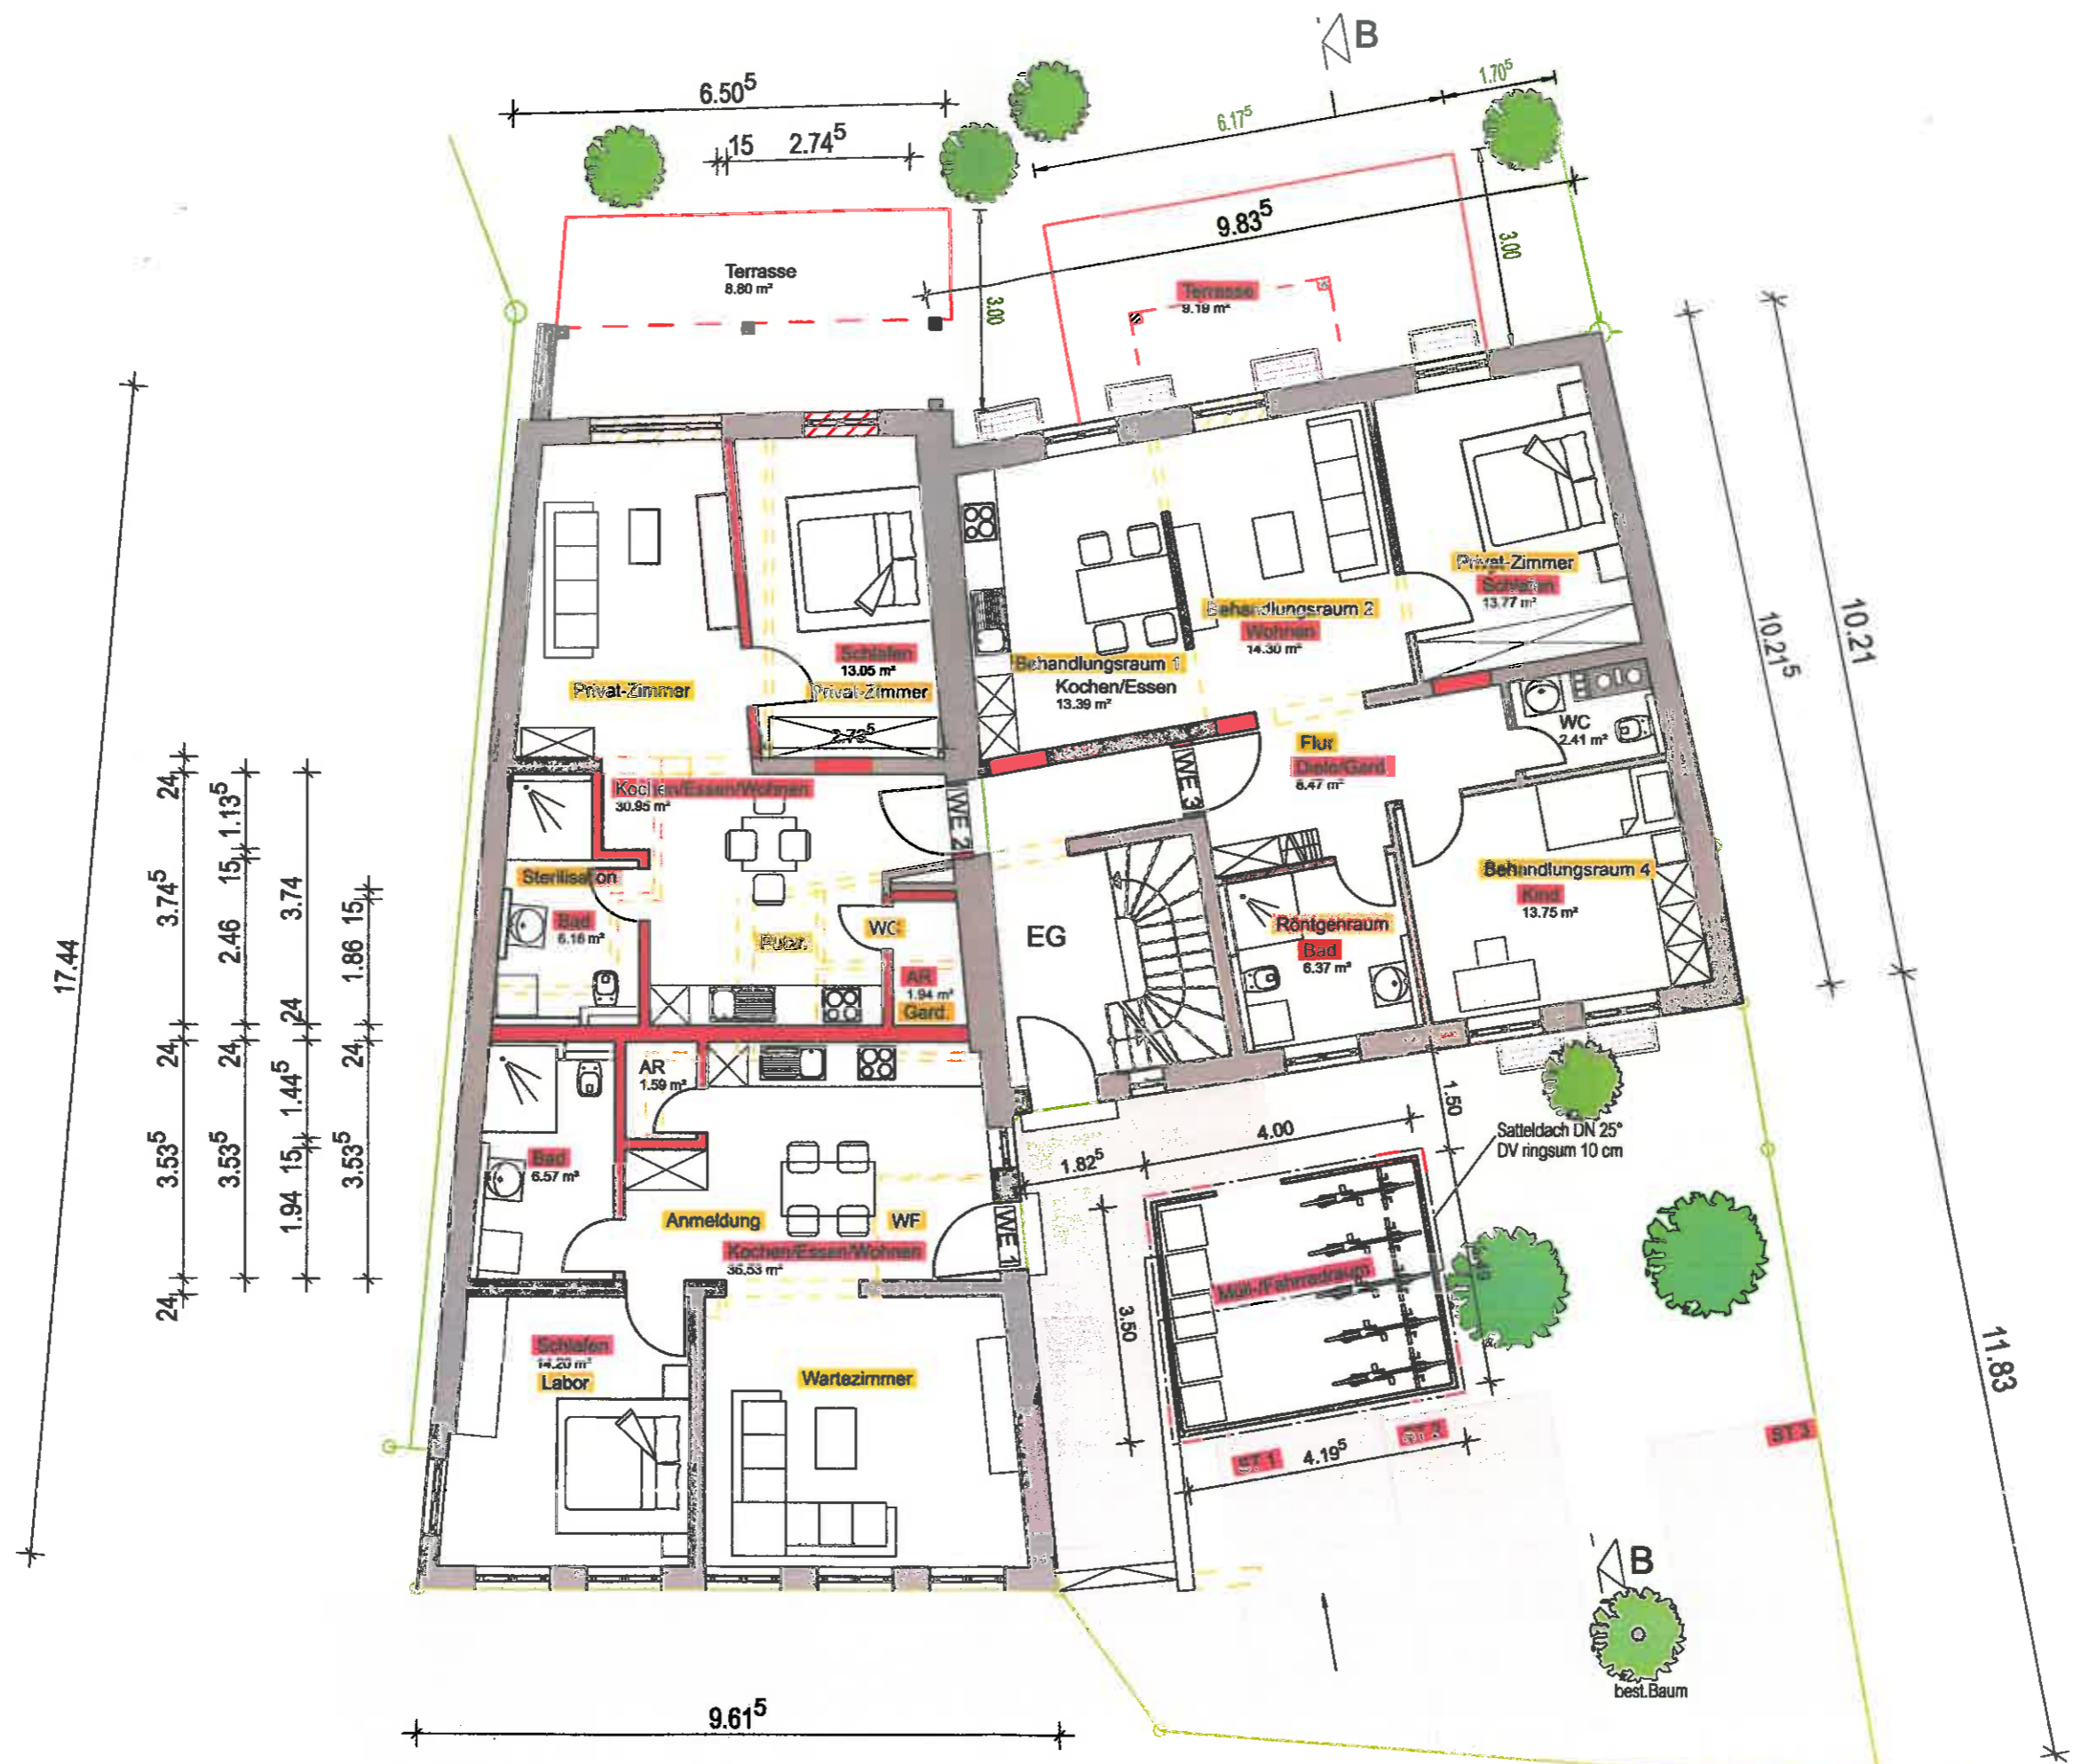 B
6.50⁵
1.70⁵
6.17⁵
15 2.74⁵
9.83⁵
3.00
3.00
Terrasse
8.80 m²
Terrasse
9.19 m²
Privat-Zimmer
Schlafen
13.77 m²
Behandlungsraum 2
Wohnen
14.30 m²
Behandlungsraum 1
Kochen/Essen
13.39 m²
Schlafen
13.05 m²
Privat-Zimmer
Privat-Zimmer
2.73⁵
WC
2.41 m²
Flur
Diele/Gard.
8.47 m²
WE 3
WE 2
Kochen/Essen/Wohnen
30.95 m²
Sterilisation
Bad
6.16 m²
WC
AR
1.94 m²
Gard.
EG
Röntgenraum
Bad
6.37 m²
Behandlungsraum 4
Kind
13.75 m²
10.21⁵
10.21
17.44
24
3.74⁵
24
3.53⁵
24
1.13⁵
15
2.46
24
3.53⁵
3.74
24
1.44⁵
15
1.94
15
1.86
24
3.53⁵
AR
1.59 m²
Bad
6.57 m²
Anmeldung
WF
Kochen/Essen/Wohnen
36.53 m²
WE 1
1.50
4.00
1.82⁵
Satteldach DN 25°
DV ringsum 10 cm
3.50
Müll-/Fahrradraum
Schlafen
14.20 m²
Labor
Wartezimmer
ST 1
ST 2
4.19⁵
ST 3
11.83
B
best.Baum
9.61⁵